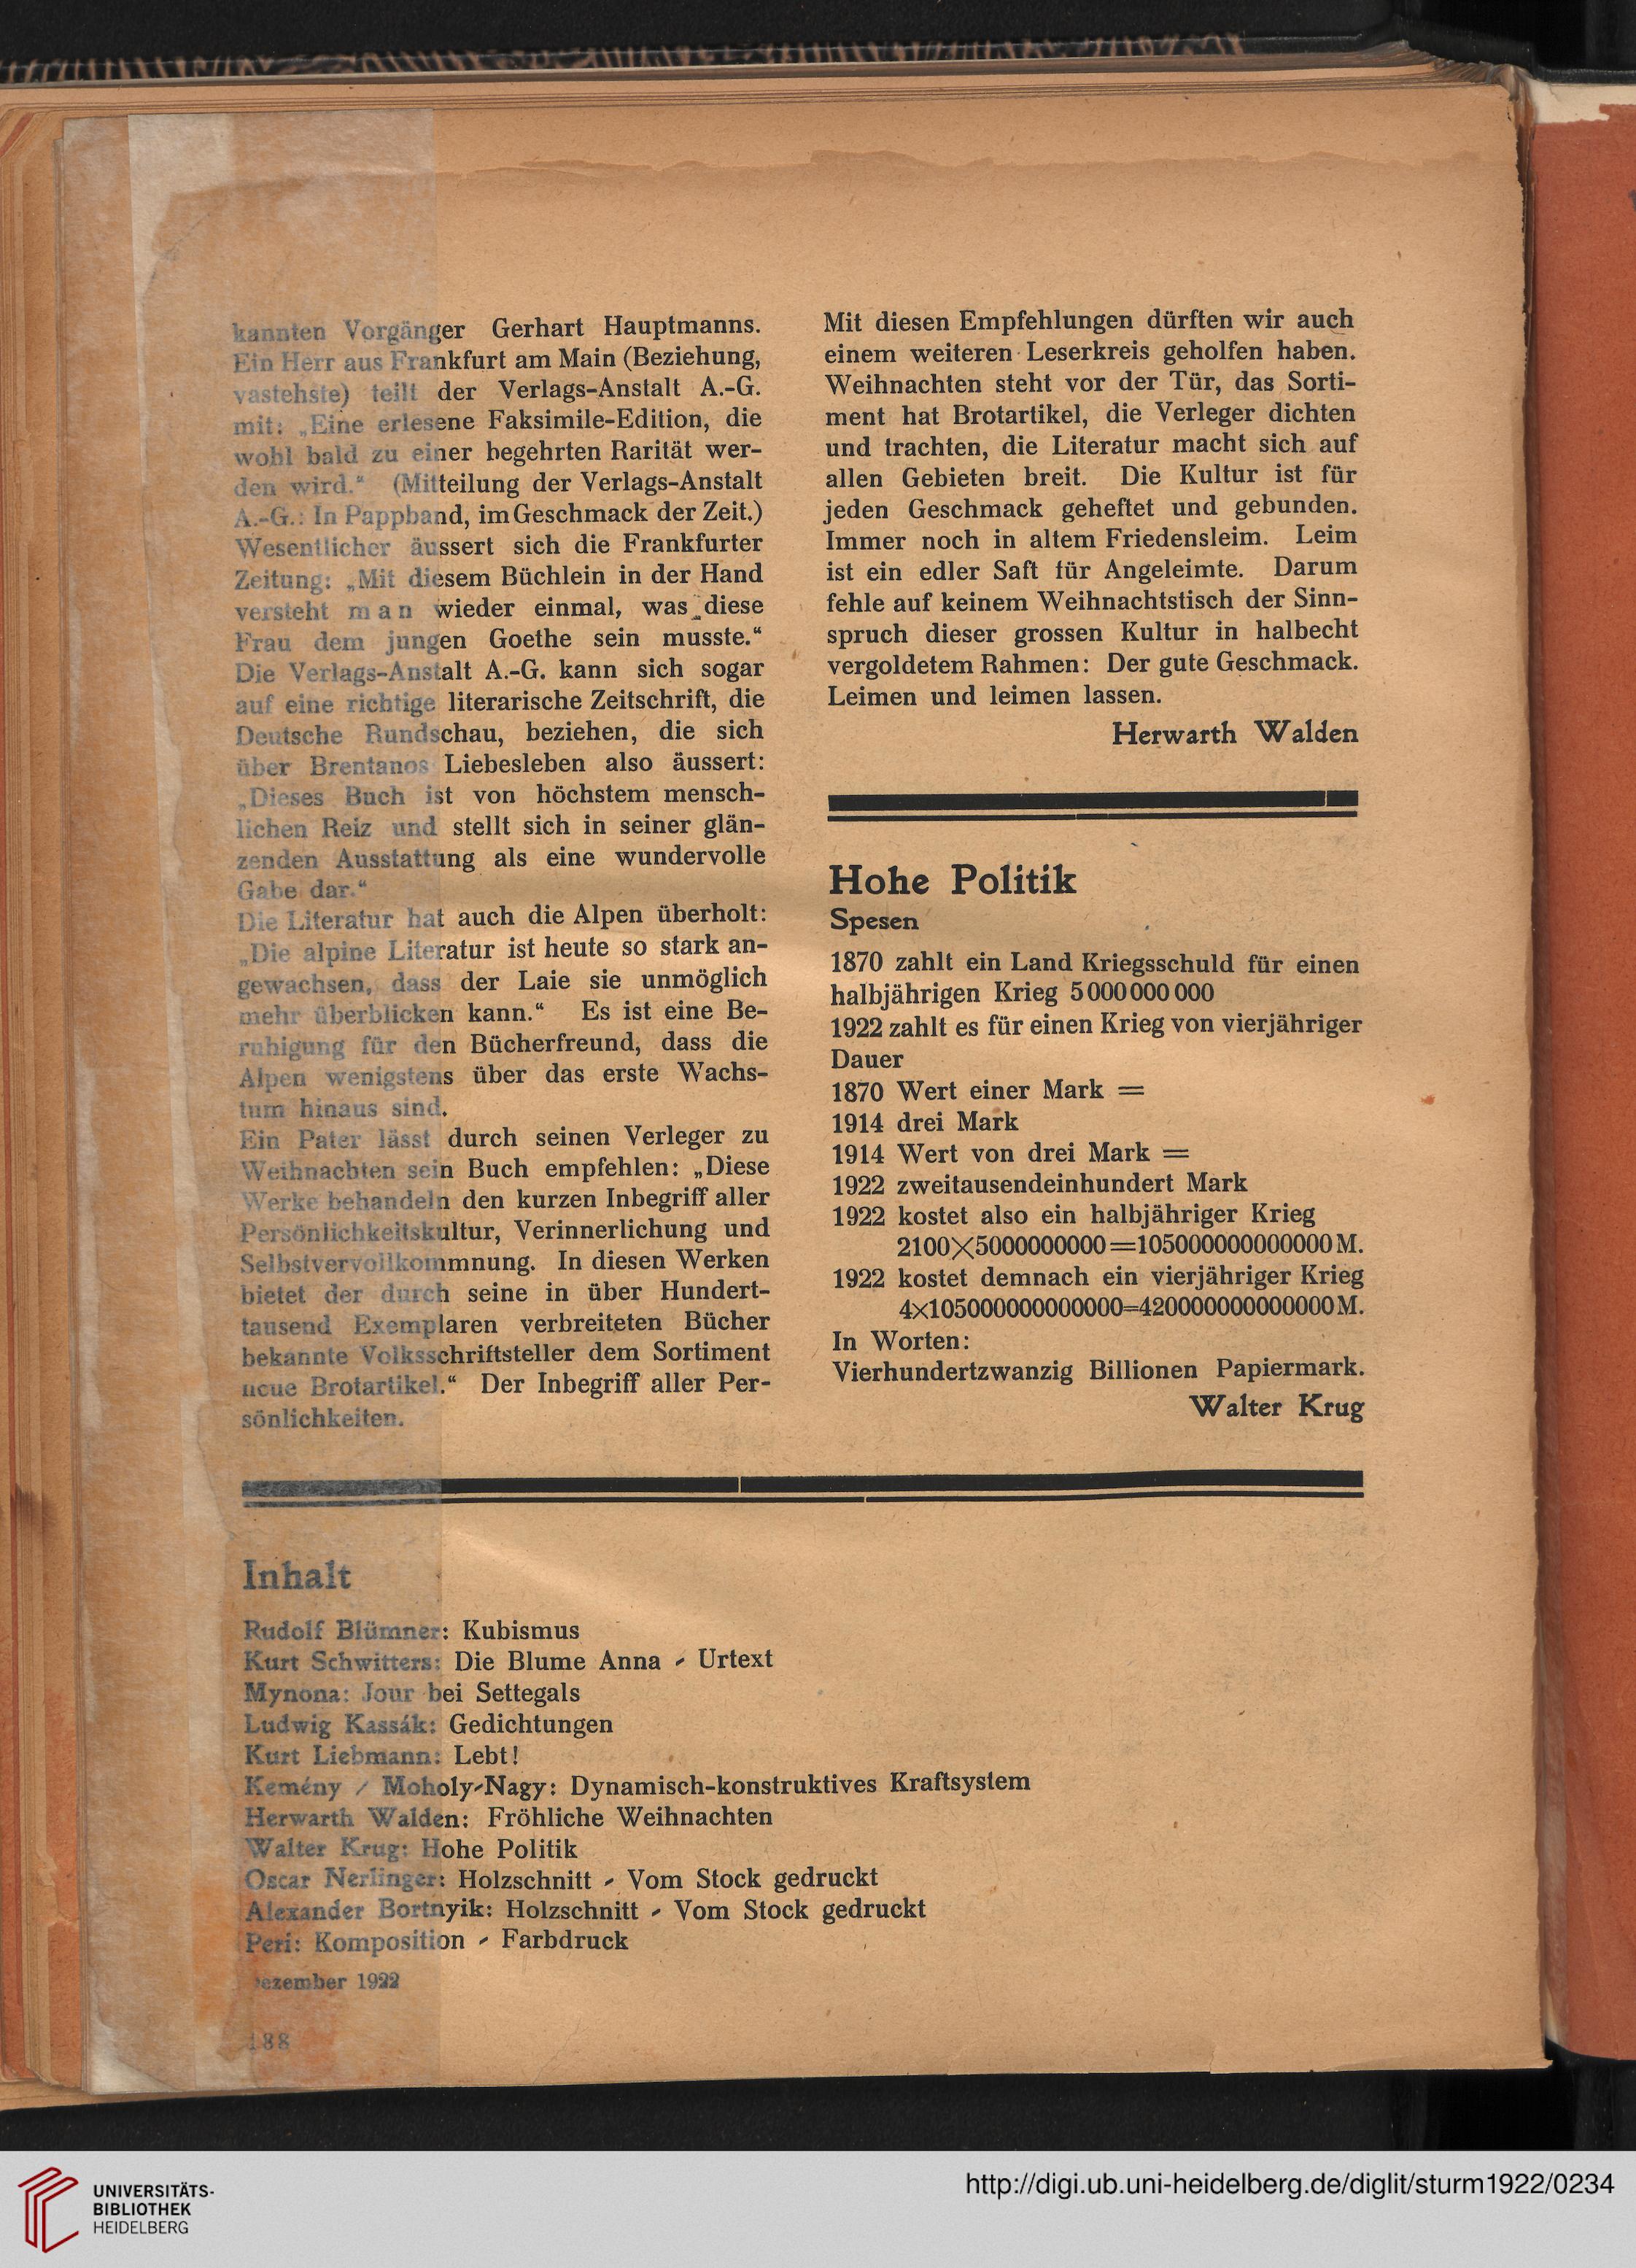 kannten Vorgänger Gerhart Hauptmanns.
Ein Herr aus Frankfurt am Main (Beziehung,
vastehste) teilt der Verlags-Anstalt A.-G.
mit: „Eine erlesene Faksimile-Edition, die
wohl bald zu einer begehrten Rarität wer-
den wird.“ (Mitteilung der Verlags-Anstalt
A.-G.: In Pappband, im Geschmack der Zeit.)
Wesentlicher äussert sich die Frankfurter
Zeitung: „Mit diesem Büchlein in der Hand
versteht man wieder einmal, was diese
Frau dem jungen Goethe sein musste.“
Die Verlags-Anstalt A.-G. kann sich sogar
auf eine richtige literarische Zeitschrift, die
Deutsche Rundschau, beziehen, die sich
über Brentanos Liebesleben also äussert:
„Dieses Buch ist von höchstem mensch-
lichen Reiz und stellt sich in seiner glän-
zenden Ausstattung als eine wundervolle
Gabe dar.“
Die Literatur hat auch die Alpen überholt:
„Die alpine Literatur ist heute so stark an-
gewachsen, dass der Laie sie unmöglich
mehr überblicken kann.“ Es ist eine Be-
ruhigung für den Bücherfreund, dass die
Alpen wenigstens über das erste Wachs-
tum hinaus sind.
Ein Pater lässt durch seinen Verleger zu
Weihnachten sein Buch empfehlen: „Diese
Werke behandeln den kurzen Inbegriff aller
Persönlichkeitskultur, Verinnerlichung und
Selbstvervollkommnung. In diesen Werken
bietet der durch seine in über Hundert-
tausend Exemplaren verbreiteten Bücher
bekannte Volksschriftsteller dem Sortiment
neue Brotartikel.“ Der Inbegriff aller Per-
sönlichkeiten.
Mit diesen Empfehlungen dürften wir auch
einem weiteren Leserkreis geholfen haben.
Weihnachten steht vor der Tür, das Sorti-
ment hat Brotartikel, die Verleger dichten
und trachten, die Literatur macht sich auf
allen Gebieten breit. Die Kultur ist für
jeden Geschmack geheftet und gebunden.
Immer noch in altem Friedensleim. Leim
ist ein edler Saft für Angeleimte. Darum
fehle auf keinem Weihnachtstisch der Sinn-
spruch dieser grossen Kultur in halbecht
vergoldetem Rahmen: Der gute Geschmack.
Leimen und leimen lassen.
Herwarth Walden
Hohe Politik
Spesen
1870 zahlt ein Land Kriegsschuld für einen
halbjährigen Krieg 5 000 000 000
1922 zahlt es für einen Krieg von vierjähriger
Dauer
1870 Wert einer Mark =
1914 drei Mark
1914 Wert von drei Mark =
1922 zweitausendeinhundert Mark
1922 kostet also ein halbjähriger Krieg
2100×5000000000=105000000000000 M.
1922 kostet demnach ein vierjähriger Krieg
4×105000000000000=420000000000000 M.
In Worten:
Vierhundertzwanzig Billionen Papiermark.
Walter Krug
Inhalt
Rudolf Blümner: Kubismus
Kurt Schwitters: Die Blume Anna / Urtext
Mynona: Jour bei Settegals
Ludwig Kassák: Gedichtungen
Kurt Liebmann: Lebt!
Kemény / Moholy-Nagy: Dynamisch-konstruktives Kraftsystem
Herwarth Walden: Fröhliche Weihnachten
Walter Krug: Hohe Politik
Oscar Nerlinger: Holzschnitt / Vom Stock gedruckt
Alexander Bortnyik: Holzschnitt / Vom Stock gedruckt
Peri: Komposition / Farbdruck
Dezember 1922
188
UNIVERSITÄTS-
BIBLIOTHEK
HEIDELBERG
http://digi.ub.uni-heidelberg.de/diglit/sturm1922/0234